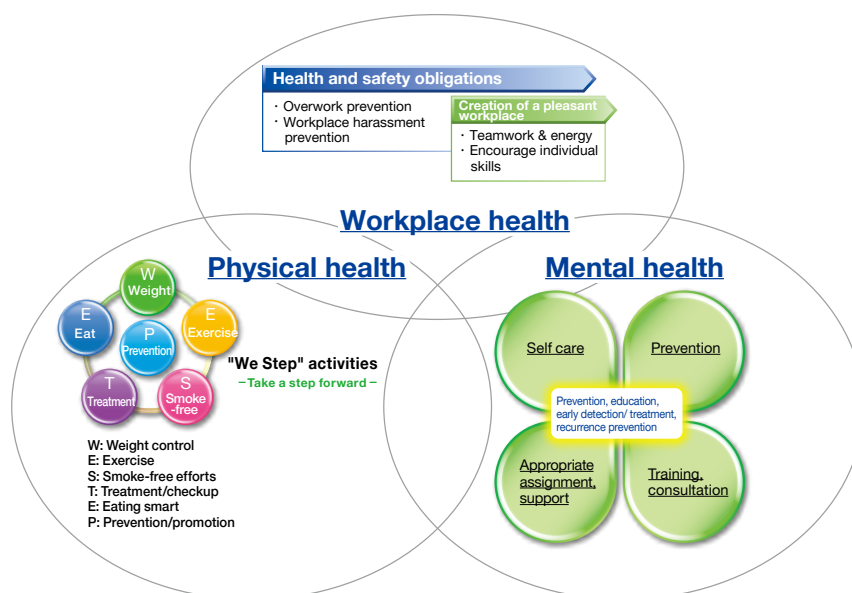 Health and safety obligations
· Overwork prevention
· Workplace harassment
prevention
Creation of a pleasant
workplace
· Teamwork & energy
· Encourage individual
skills
Workplace health
Physical health
W
Weight
E
Eat
E
Exercise
P
Prevention
T
Treatment
S
Smoke
-free
"We Step" activities
–Take a step forward–
W: Weight control
E: Exercise
S: Smoke-free efforts
T: Treatment/checkup
E: Eating smart
P: Prevention/promotion
Mental health
Self care
Prevention
Prevention, education,
early detection/ treatment,
recurrence prevention
Appropriate
assignment,
support
Training,
consultation